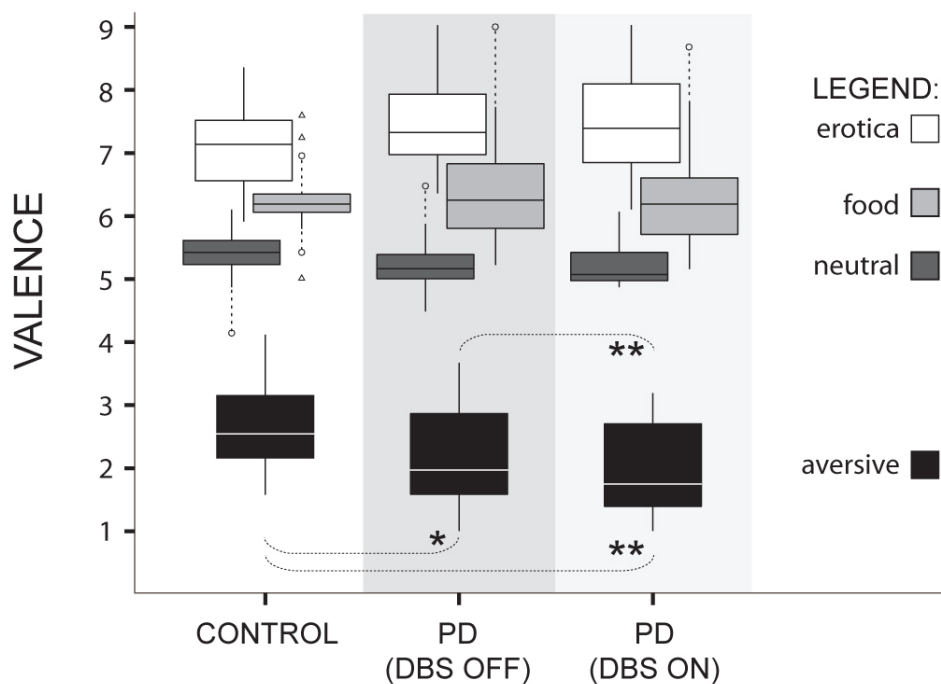 9
8
7
6
5
4
3
2
1
VALENCE
LEGEND:
erotica
food
neutral
aversive
**
*
**
CONTROL
PD
(DBS OFF)
PD
(DBS ON)